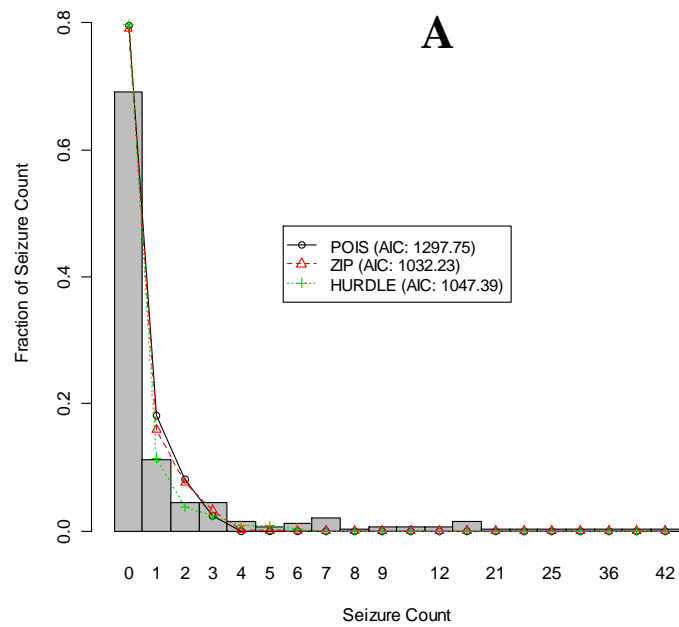 A
0.8
0.6
0.4
0.2
0.0
Fraction of Seizure Count
POIS (AIC: 1297.75)
ZIP (AIC: 1032.23)
HURDLE (AIC: 1047.39)
0 1 2 3 4 5 6 7 8 9 12 21 25 36 42
Seizure Count